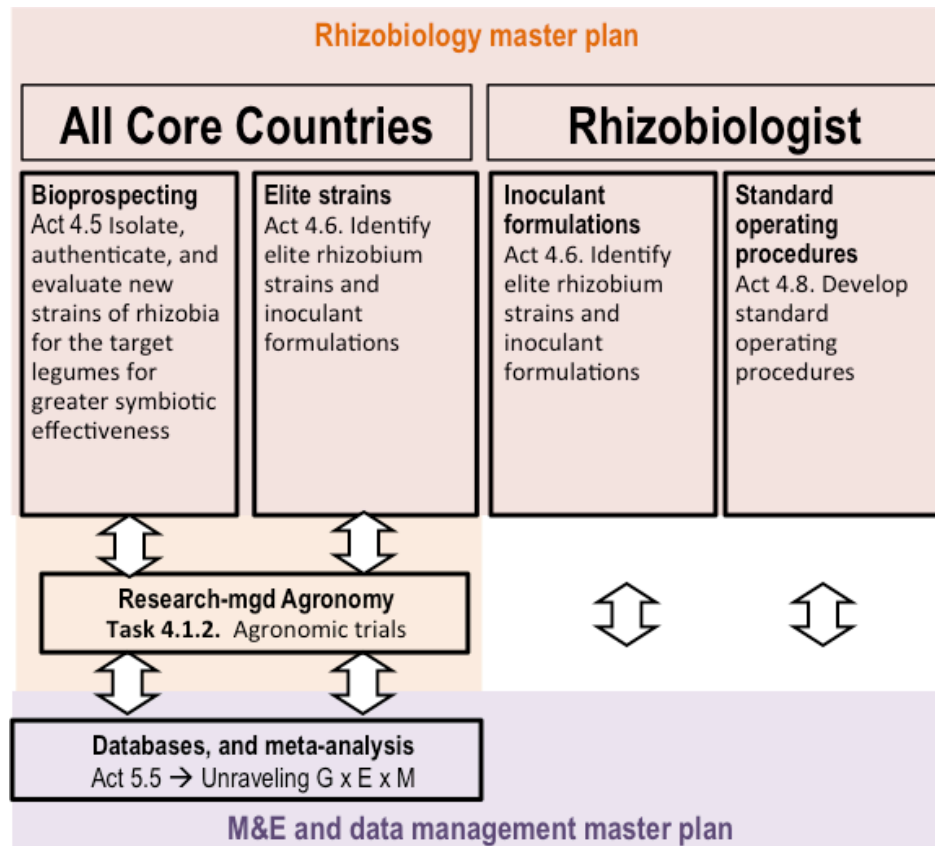 Rhizobiology master plan
All Core Countries
Rhizobiologist
Bioprospecting
Act 4.5 Isolate,
authenticate, and
evaluate new
strains of rhizobia
for the target
legumes for
greater symbiotic
effectiveness
Elite strains
Act 4.6. Identify
elite rhizobium
strains and
inoculant
formulations
Inoculant
formulations
Act 4.6. Identify
elite rhizobium
strains and
inoculant
formulations
Standard
operating
procedures
Act 4.8. Develop
standard
operating
procedures
Research-mgd Agronomy
Task 4.1.2. Agronomic trials
Databases, and meta-analysis
Act 5.5 → Unraveling G x E x M
M&E and data management master plan